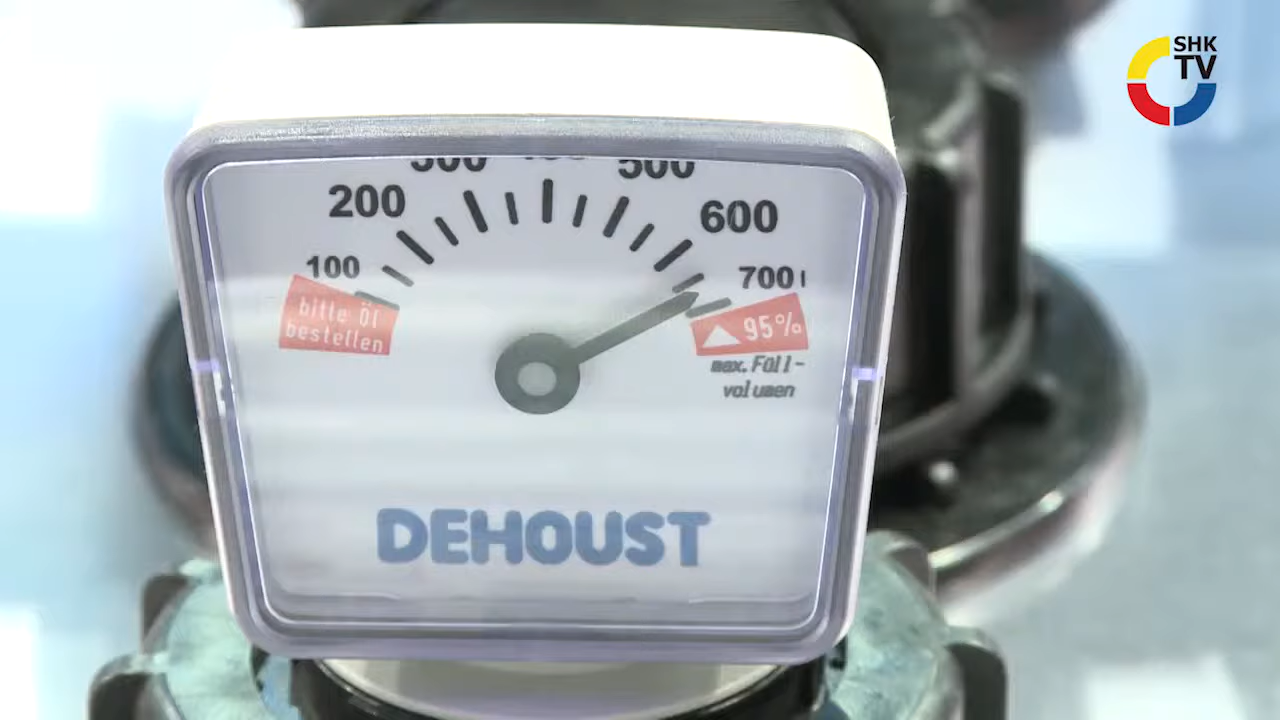 SHK
TV
300
500
200
600
100
700 l
bitte Öl
bestellen
95%
max. Füll-
volumen
DEHOUST